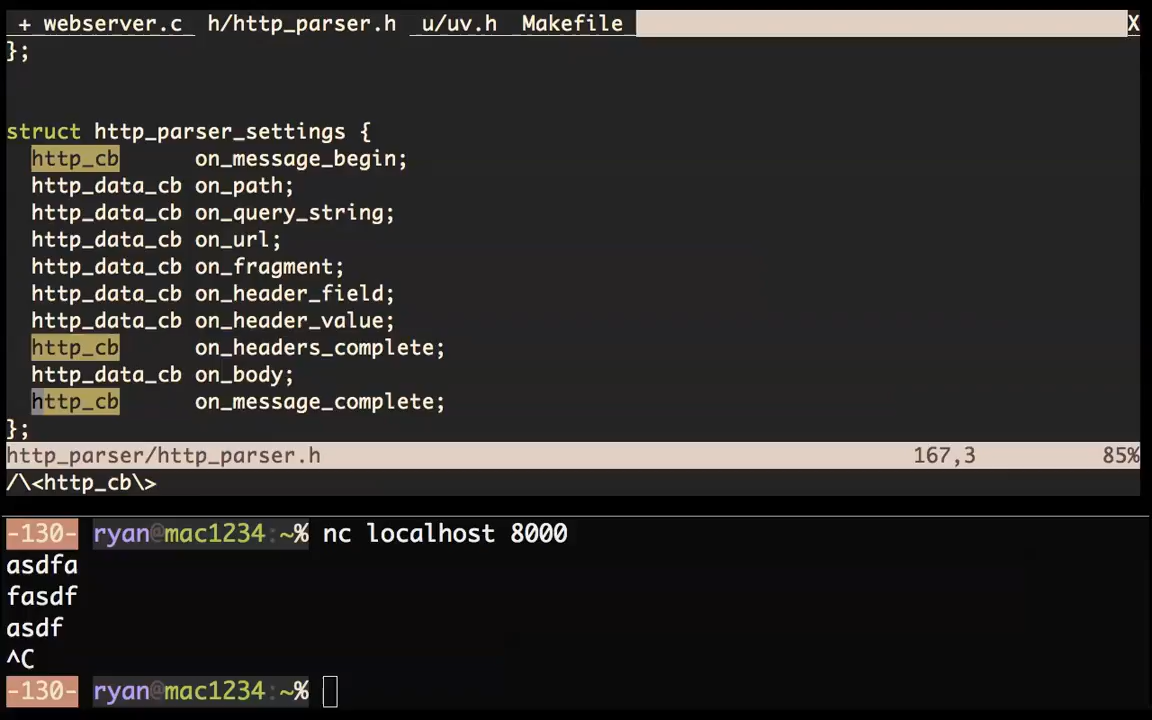 + webserver.c  h/http_parser.h  u/uv.h  Makefile  X
};
struct http_parser_settings {
  http_cb      on_message_begin;
  http_data_cb on_path;
  http_data_cb on_query_string;
  http_data_cb on_url;
  http_data_cb on_fragment;
  http_data_cb on_header_field;
  http_data_cb on_header_value;
  http_cb      on_headers_complete;
  http_data_cb on_body;
  http_cb      on_message_complete;
};
http_parser/http_parser.h 167,3 85%
/\<http_cb\>
-130- ryan@mac1234:~% nc localhost 8000
asdfa
fasdf
asdf
^C
-130- ryan@mac1234:~%